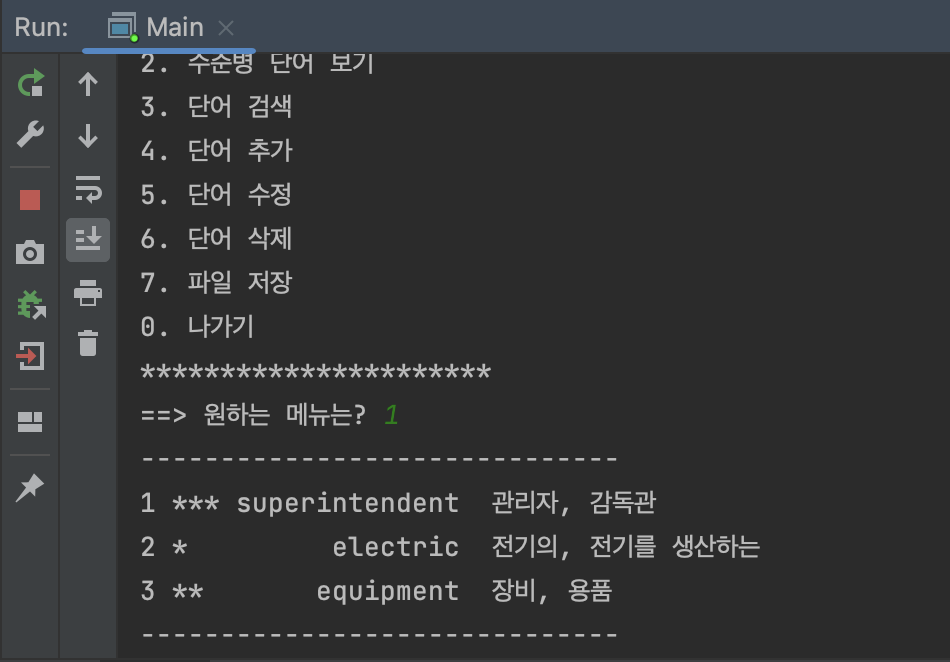 Run: Main
2. 수준병 단어 보기
3. 단어 검색
4. 단어 추가
5. 단어 수정
6. 단어 삭제
7. 파일 저장
0. 나가기
**********************
==> 원하는 메뉴는? 1
------------------------------
1 *** superintendent 관리자, 감독관
2 * electric 전기의, 전기를 생산하는
3 ** equipment 장비, 용품
------------------------------